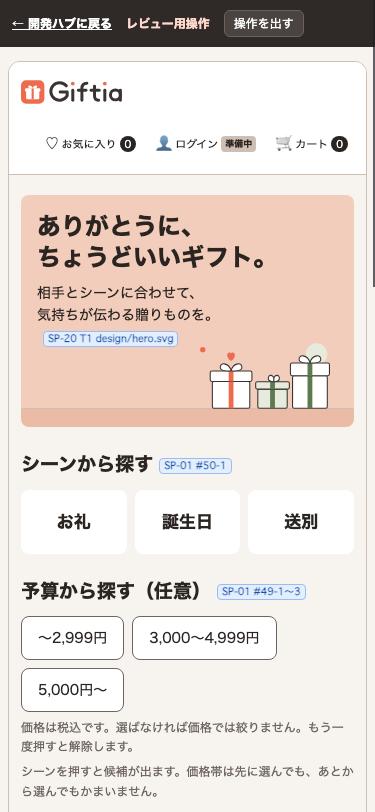 ← 開発ハブに戻る レビュー用操作 操作を出す
Giftia
♡ お気に入り 0 ログイン 準備中 カート 0
ありがとうに、
ちょうどいいギフト。
相手とシーンに合わせて、
気持ちが伝わる贈りものを。
SP-20 T1 design/hero.svg
シーンから探す SP-01 #50-1
お礼 誕生日 送別
予算から探す（任意） SP-01 #49-1〜3
〜2,999円 3,000〜4,999円
5,000円〜
価格は税込です。選ばなければ価格では絞りません。もう一
度押すと解除します。
シーンを押すと候補が出ます。価格帯は先に選んでも、あとか
ら選んでもかまいません。